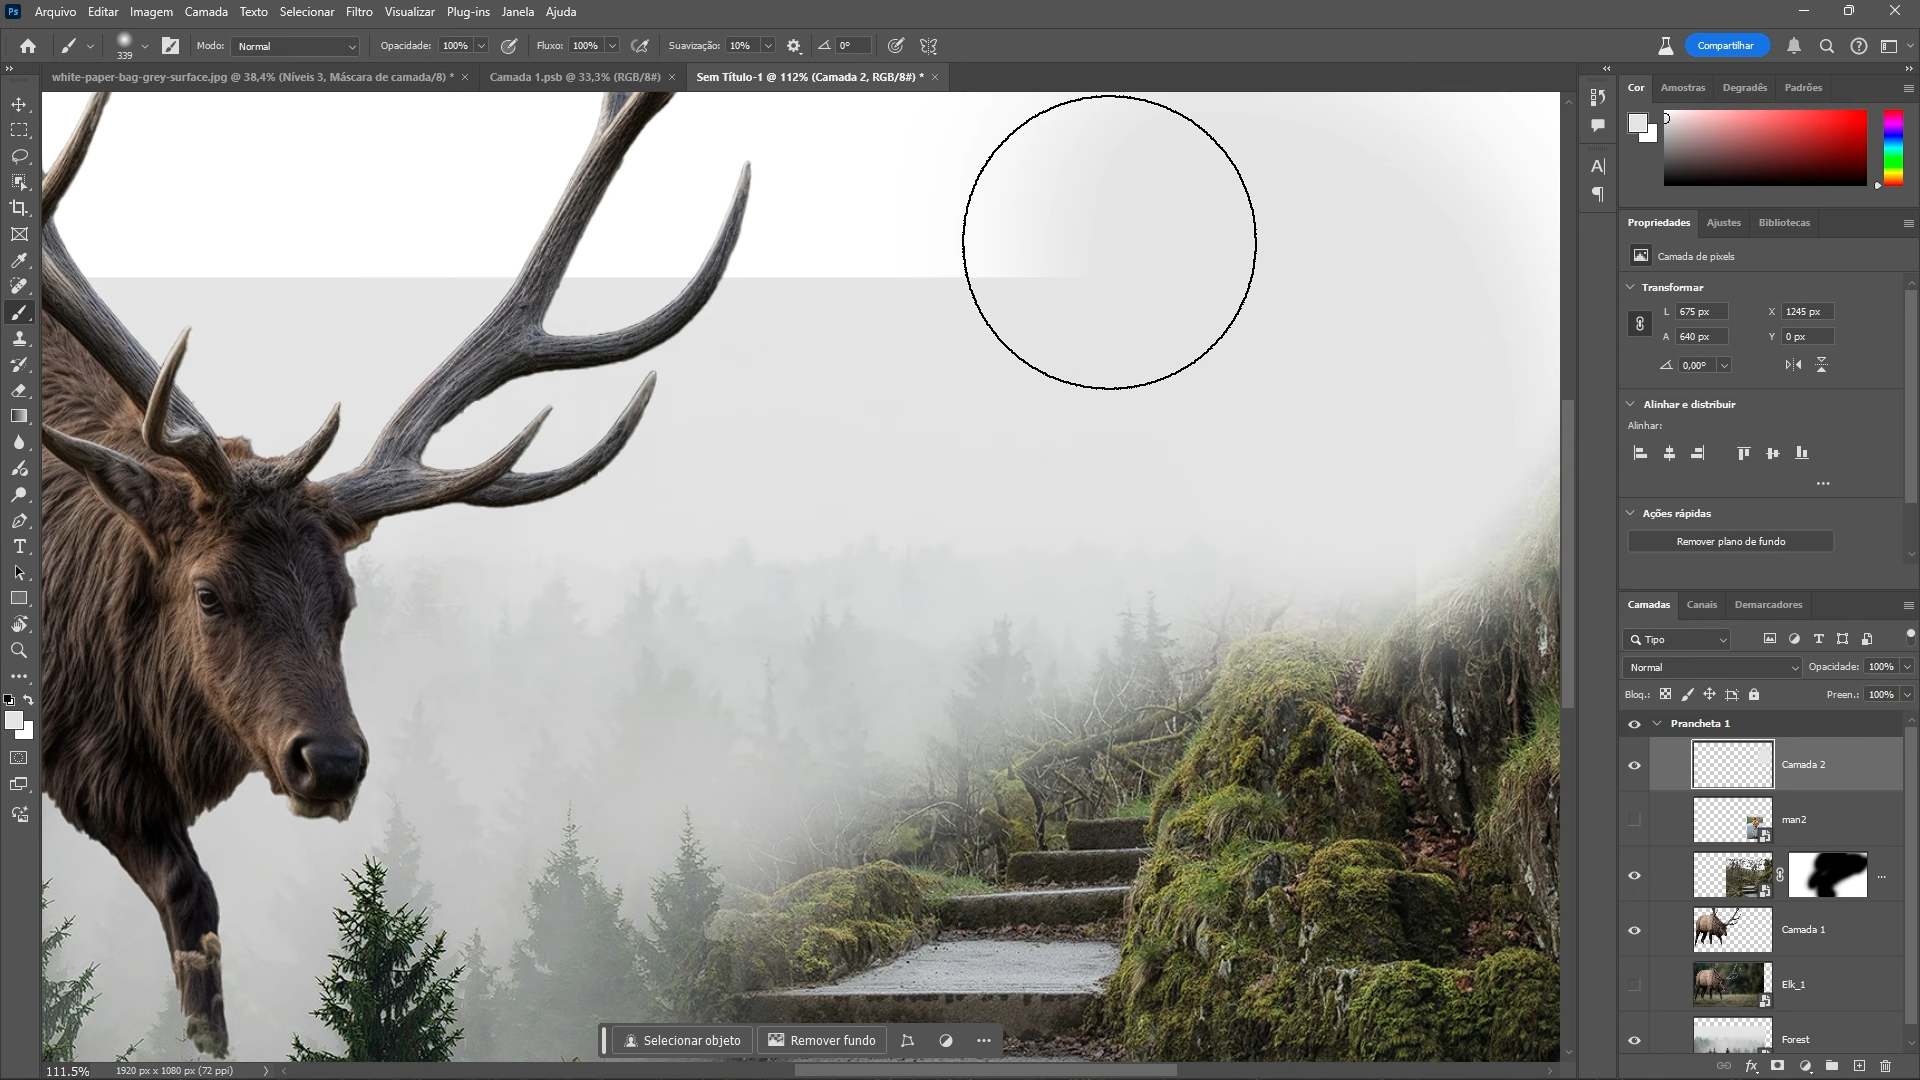 Ps Arquivo Editar Imagem Camada Texto Selecionar Filtro Visualizar Plug-ins Janela Ajuda
339 Modo: Normal Opacidade: 100% Fluxo: 100% Suavização: 10% 0° Compartilhar
white-paper-bag-grey-surface.jpg @ 38,4% (Níveis 3, Máscara de camada/8) * × Camada 1.psb @ 33,3% (RGB/8#) × Sem Título-1 @ 112% (Camada 2, RGB/8#) * ×
Cor Amostras Degradês Padrões
Propriedades Ajustes Bibliotecas
Camada de pixels
Transformar
L 675 px X 1245 px
A 640 px Y 0 px
0,00°
Alinhar e distribuir
Alinhar:
Ações rápidas
Remover plano de fundo
Camadas Canais Demarcadores
Tipo
Normal Opacidade: 100%
Bloq.: Preen.: 100%
Prancheta 1
Camada 2
man2
Camada 1
Elk_1
Forest
Selecionar objeto Remover fundo
111.5% 1920 px x 1080 px (72 ppi)